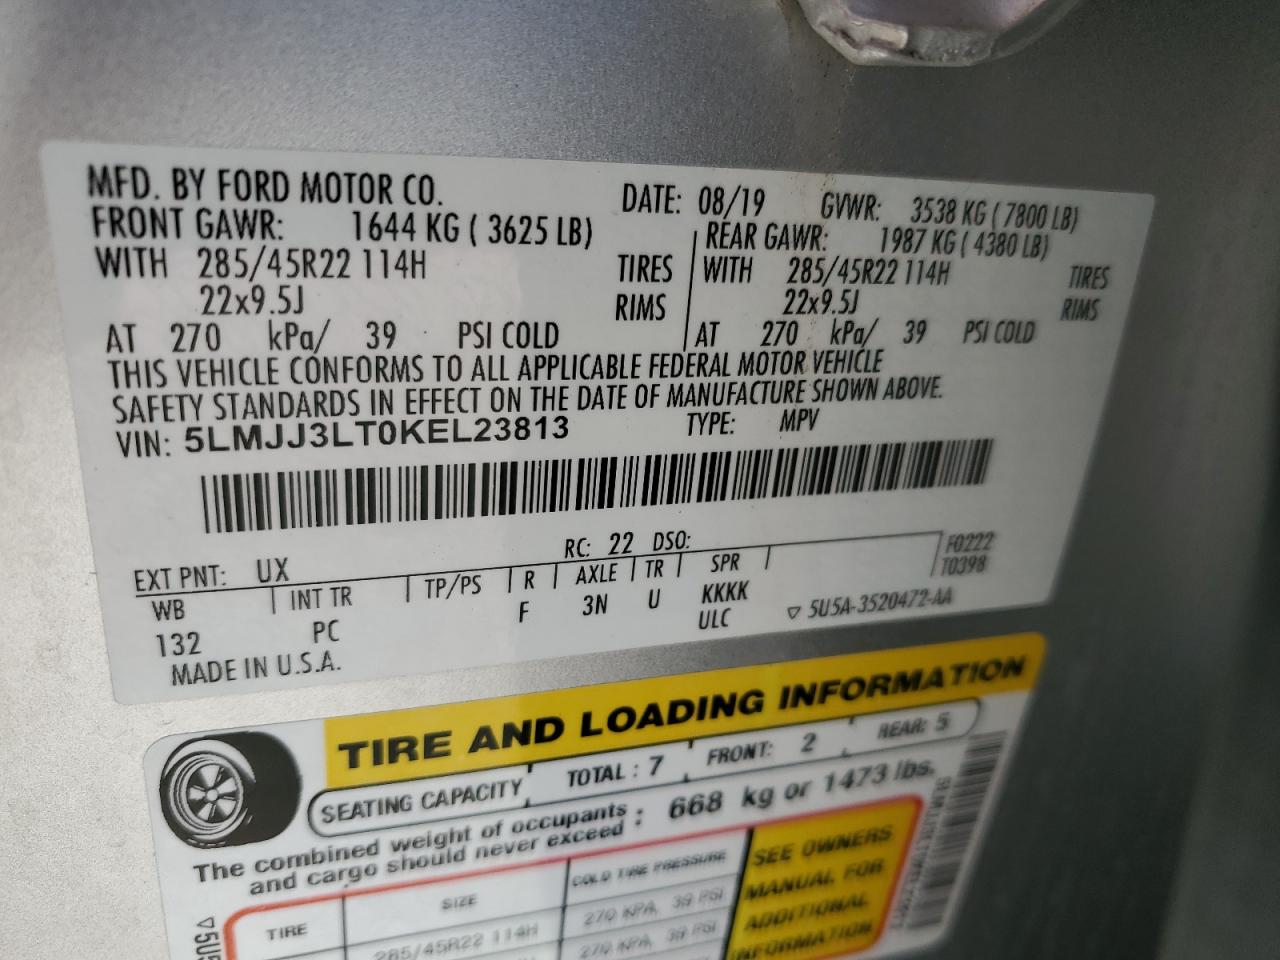 MFD. BY FORD MOTOR CO. DATE: 08/19 GVWR: 3538 KG ( 7800 LB)
FRONT GAWR: 1644 KG ( 3625 LB) REAR GAWR: 1987 KG ( 4380 LB)
WITH 285/45R22 114H TIRES WITH 285/45R22 114H TIRES
22x9.5J RIMS 22x9.5J RIMS
AT 270 kPa/ 39 PSI COLD AT 270 kPa/ 39 PSI COLD
THIS VEHICLE CONFORMS TO ALL APPLICABLE FEDERAL MOTOR VEHICLE
SAFETY STANDARDS IN EFFECT ON THE DATE OF MANUFACTURE SHOWN ABOVE.
VIN: 5LMJJ3LT0KEL23813 TYPE: MPV
EXT PNT: UX RC: 22 DSO: F0222
WB INT TR TP/PS R AXLE TR SPR T0398
132 PC F 3N U KKKK
ULC ▽ 5U5A-3520472-AA
MADE IN U.S.A.
TIRE AND LOADING INFORMATION
SEATING CAPACITY TOTAL : 7 FRONT: 2 REAR: 5
The combined weight of occupants and cargo should never exceed : 668 kg or 1473 lbs.
TIRE SIZE COLD TIRE PRESSURE
285/45R22 114H 270 KPA, 39 PSI
270 KPA, 39 PSI
SEE OWNERS
MANUAL FOR
ADDITIONAL
INFORMATION